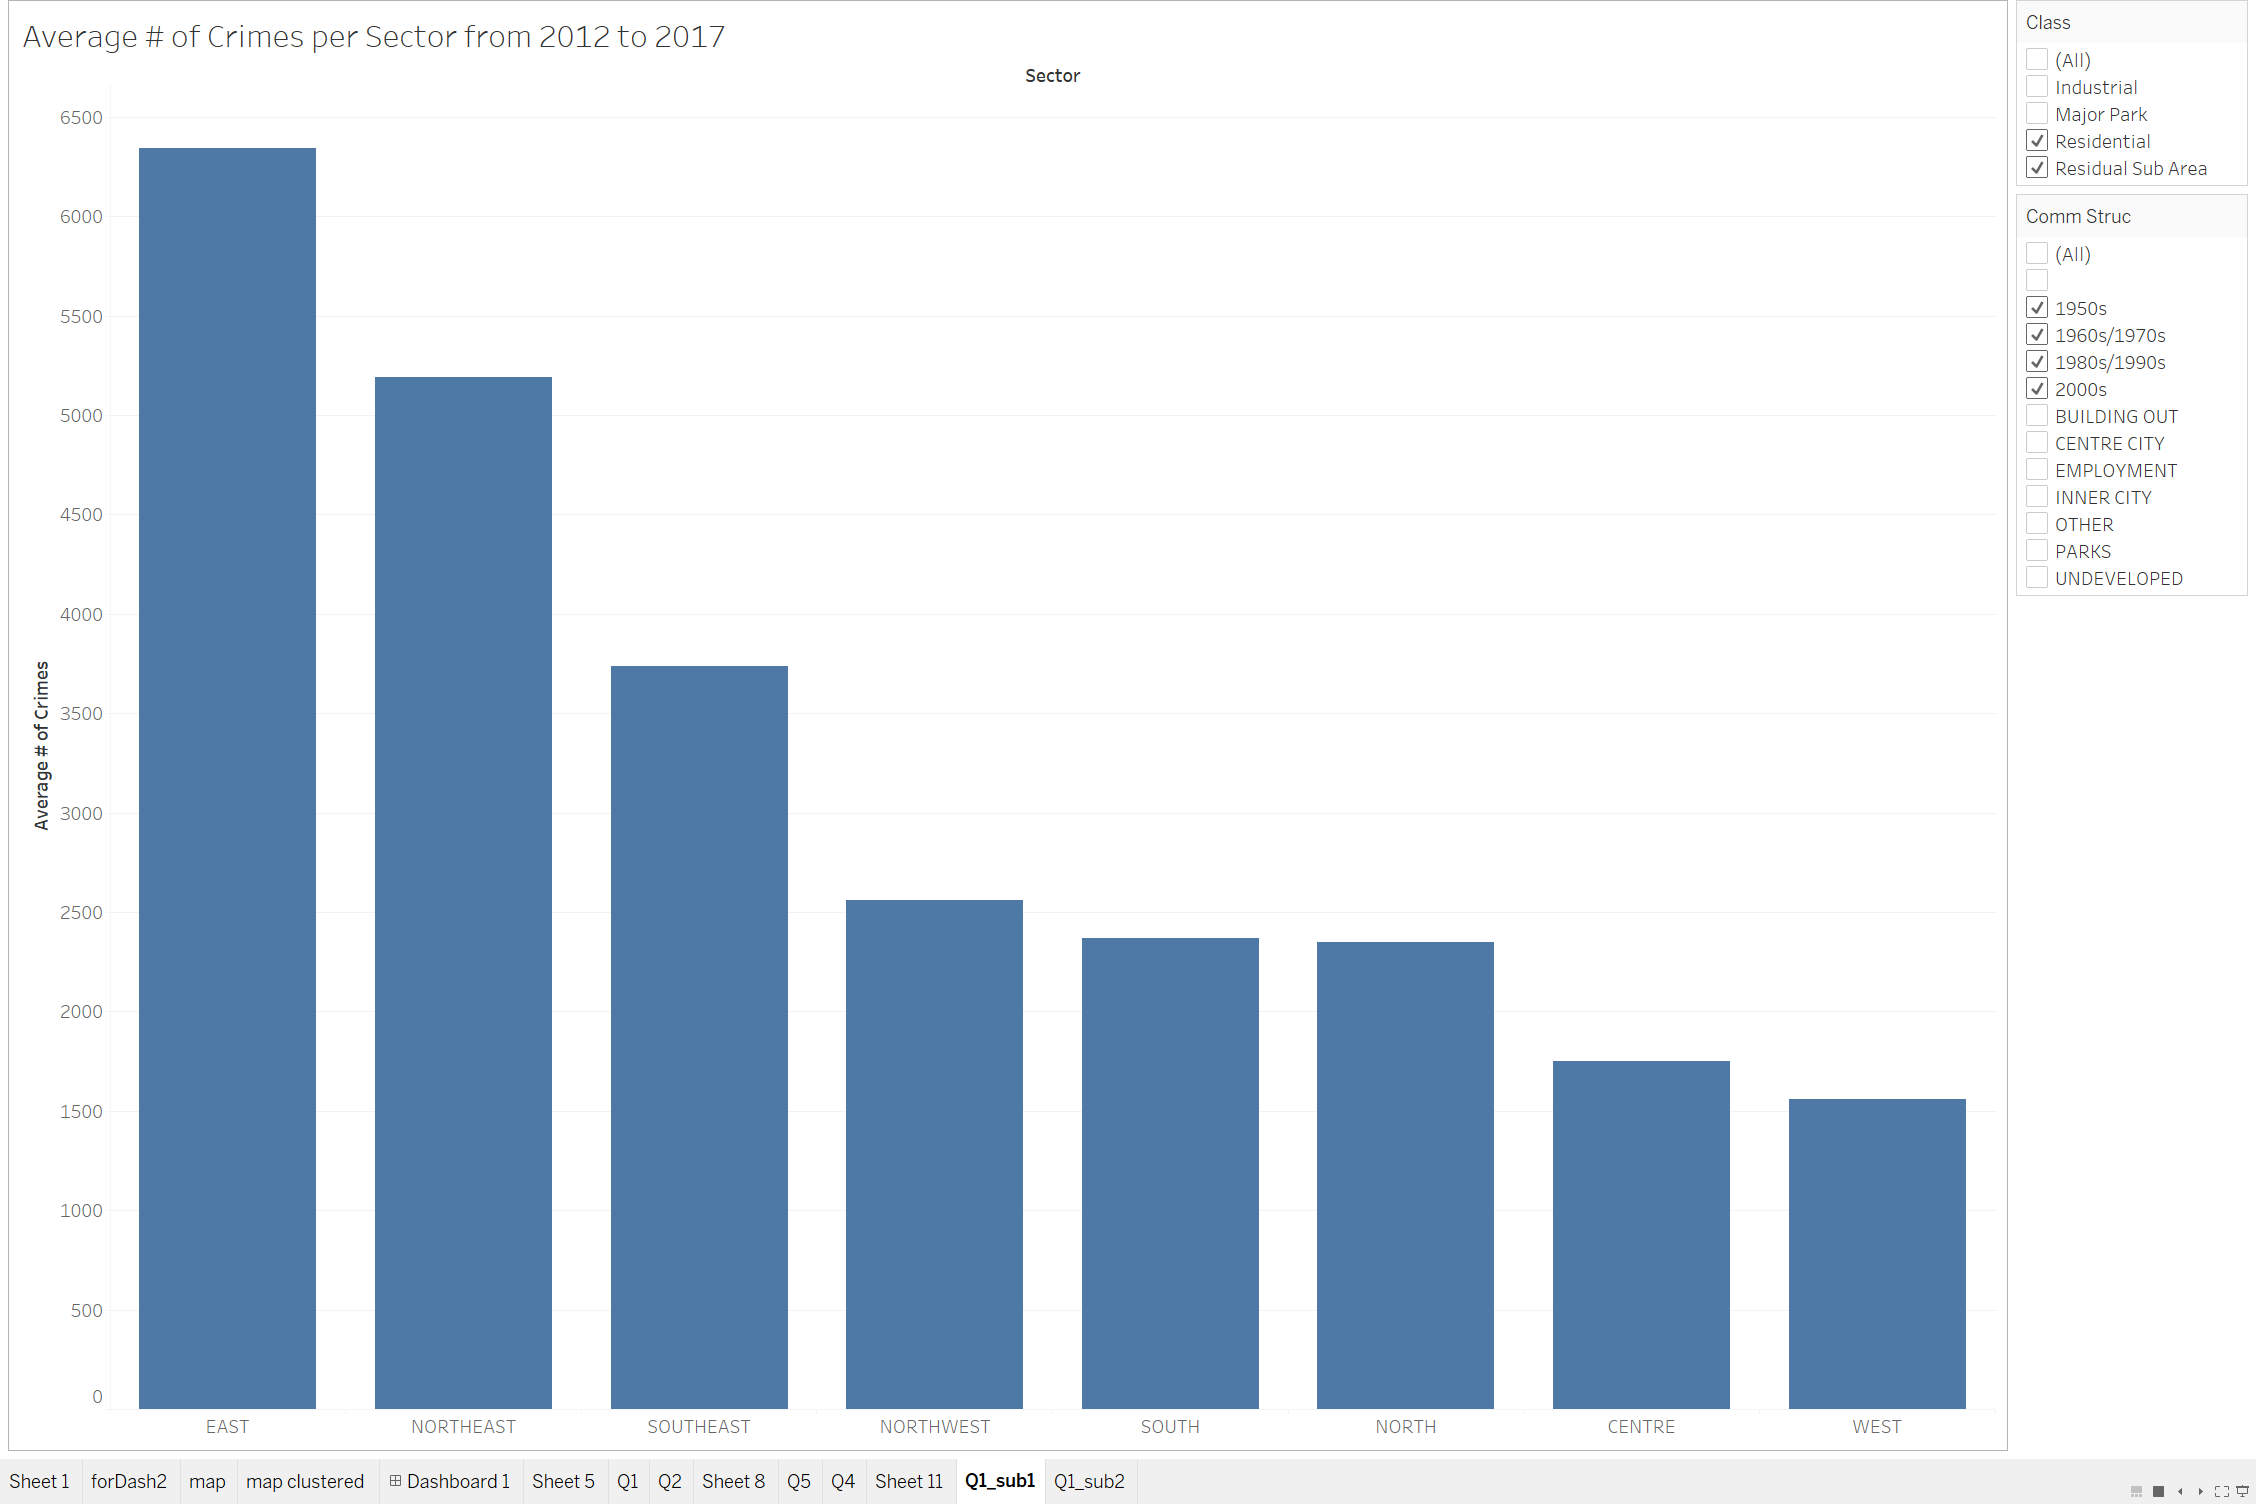 Average # of Crimes per Sector from 2012 to 2017
Sector
Average # of Crimes
6500
6000
5500
5000
4500
4000
3500
3000
2500
2000
1500
1000
500
0
EAST NORTHEAST SOUTHEAST NORTHWEST SOUTH NORTH CENTRE WEST
Class
(All)
Industrial
Major Park
Residential
Residual Sub Area
Comm Struc
(All)
1950s
1960s/1970s
1980s/1990s
2000s
BUILDING OUT
CENTRE CITY
EMPLOYMENT
INNER CITY
OTHER
PARKS
UNDEVELOPED
Sheet 1 forDash2 map map clustered Dashboard 1 Sheet 5 Q1 Q2 Sheet 8 Q5 Q4 Sheet 11 Q1_sub1 Q1_sub2